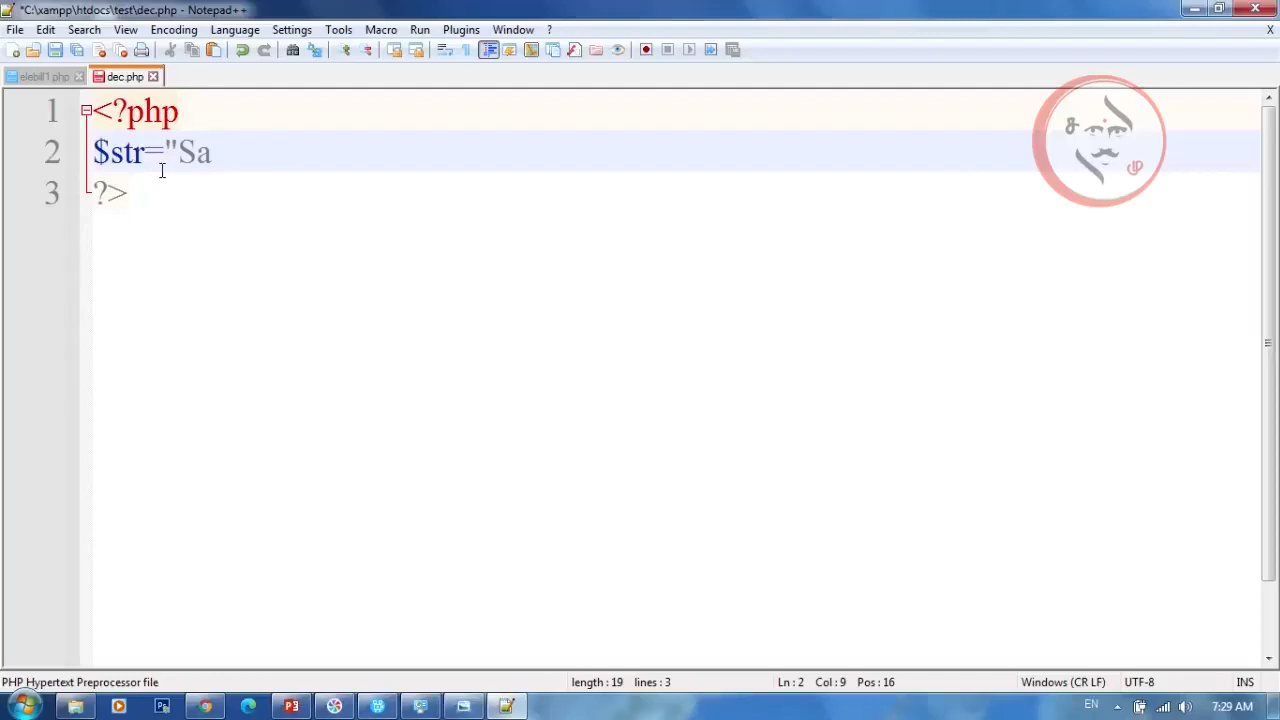 *C:\xampp\htdocs\test\dec.php - Notepad++
File Edit Search View Encoding Language Settings Tools Macro Run Plugins Window ? X
elebill1.php dec.php
1 <?php
2 $str="Sa
3 ?>
PHP Hypertext Preprocessor file length : 19 lines : 3 Ln : 2 Col : 9 Pos : 16 Windows (CR LF) UTF-8 INS
EN 7:29 AM